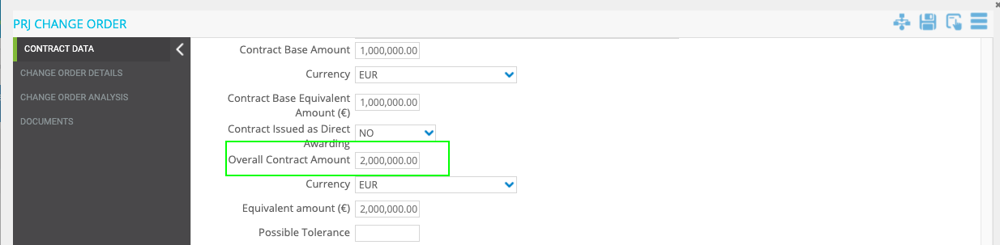 PRJ CHANGE ORDER
CONTRACT DATA
CHANGE ORDER DETAILS
CHANGE ORDER ANALYSIS
DOCUMENTS
Contract Base Amount 1,000,000.00
Currency EUR
Contract Base Equivalent
Amount (€) 1,000,000.00
Contract Issued as Direct
Awarding NO
Overall Contract Amount 2,000,000.00
Currency EUR
Equivalent amount (€) 2,000,000.00
Possible Tolerance